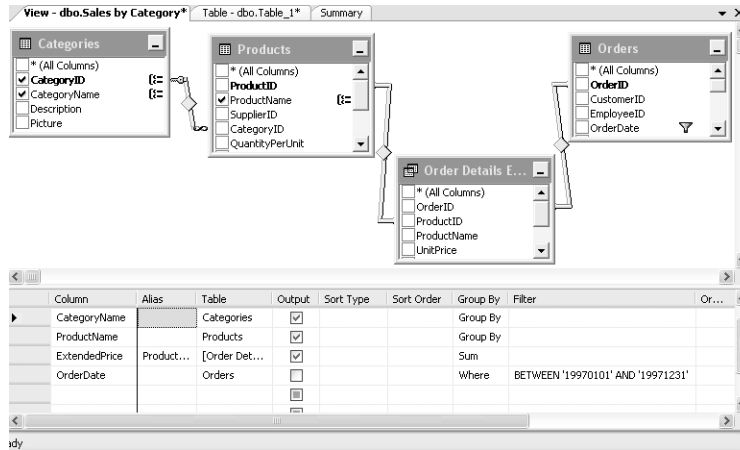 View - dbo.Sales by Category*
Table - dbo.Table_1*
Summary
Categories
* (All Columns)
CategoryID
CategoryName
Description
Picture
Products
* (All Columns)
ProductID
ProductName
SupplierID
CategoryID
QuantityPerUnit
Orders
* (All Columns)
OrderID
CustomerID
EmployeeID
OrderDate
Order Details E...
* (All Columns)
OrderID
ProductID
ProductName
UnitPrice
Column Alias Table Output Sort Type Sort Order Group By Filter Or...
CategoryName Categories Group By
ProductName Products Group By
ExtendedPrice Product... [Order Det... Sum
OrderDate Orders Where BETWEEN '19970101' AND '19971231'
ady